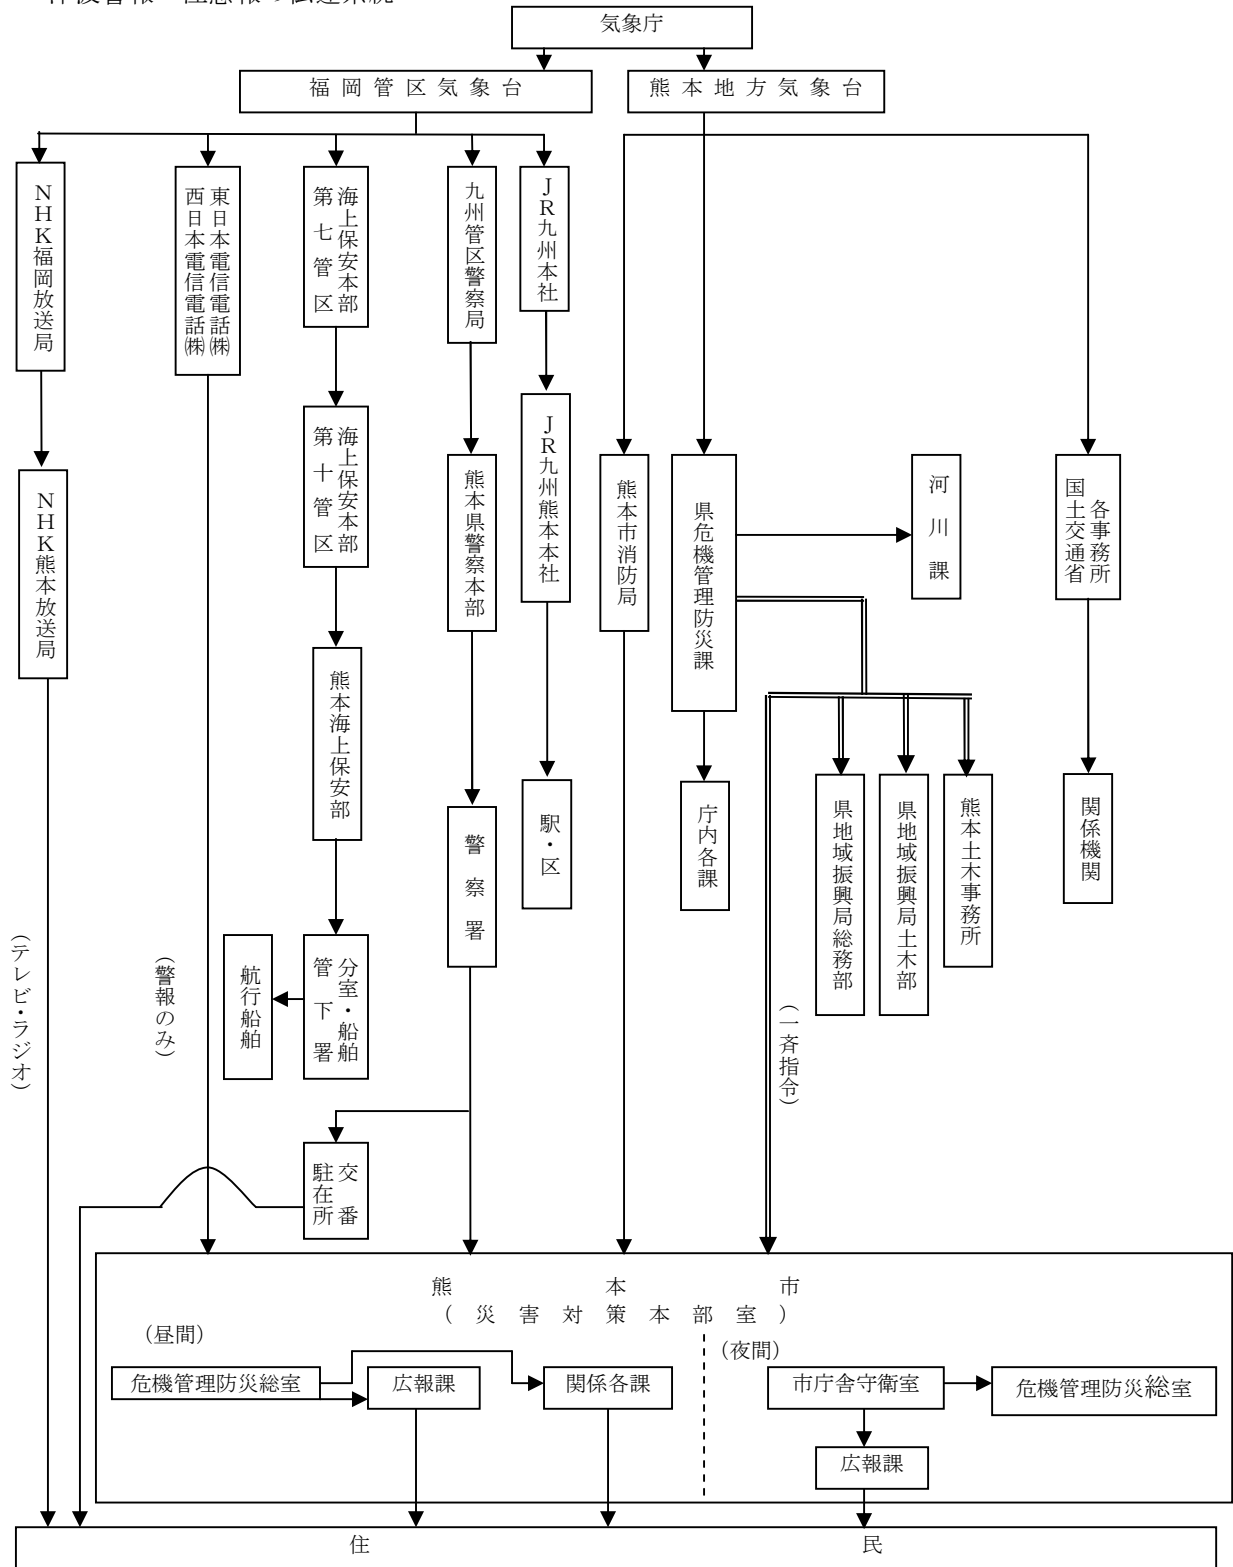 気象庁
福岡管区気象台
熊本地方気象台
NHK福岡放送局
東日本電信電話㈱
西日本電信電話㈱
第七管区
海上保安本部
九州管区警察局
JR九州本社
NHK熊本放送局
第十管区
海上保安本部
熊本県警察本部
JR九州熊本本社
熊本市消防局
県危機管理防災課
河川課
国土交通省
各事務所
熊本海上保安部
警察署
駅・区
庁内各課
県地域振興局総務部
県地域振興局土木部
熊本土木事務所
関係機関
(テレビ・ラジオ)
(警報のみ)
航行船舶
管下署
分室・船舶
(一斉指令)
交番
駐在所
熊本市
(災害対策本部室)
(昼間)
(夜間)
危機管理防災総室
広報課
関係各課
市庁舎守衛室
危機管理防災総室
広報課
住民